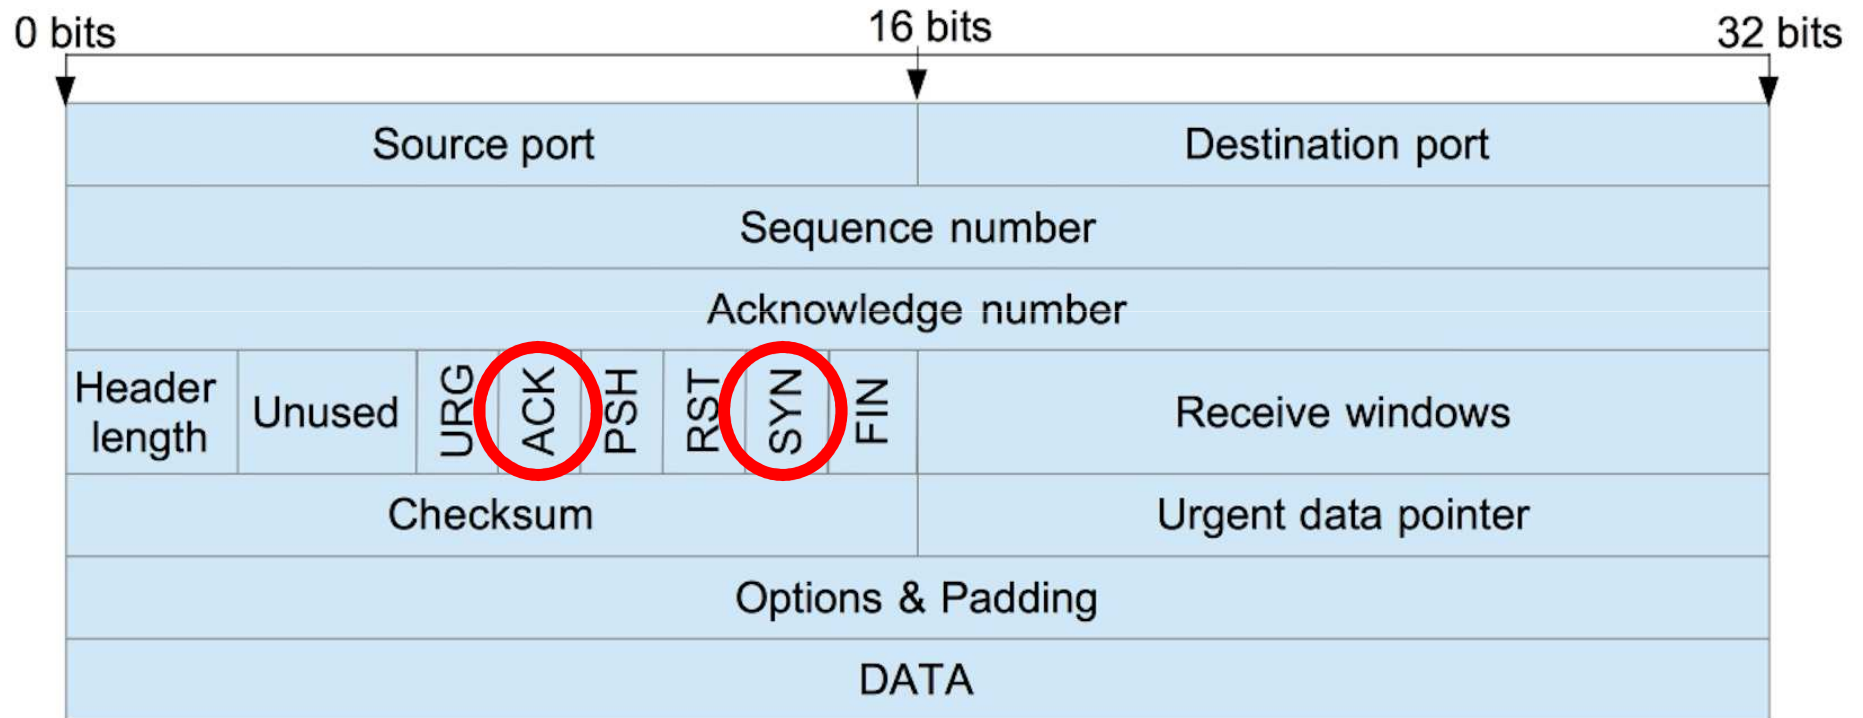 0 bits 16 bits 32 bits
Source port Destination port
Sequence number
Acknowledge number
Header length Unused URG ACK PSH RST SYN FIN Receive windows
Checksum Urgent data pointer
Options & Padding
DATA